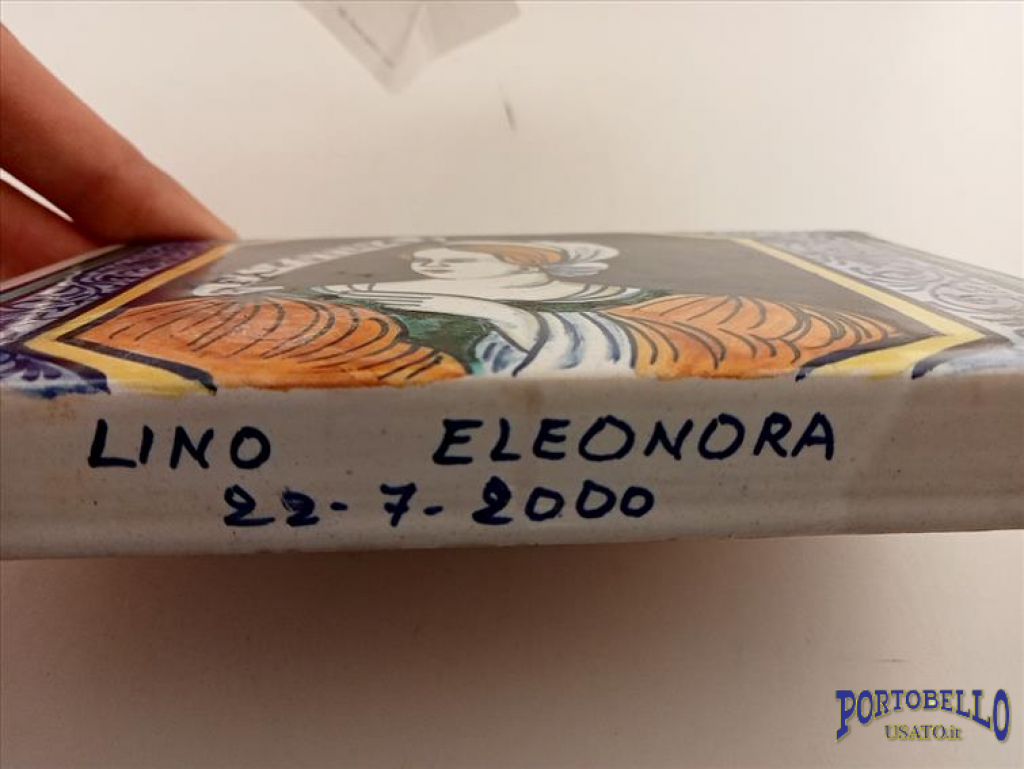 LINO ELEONORA
22-7-2000
PORTOBELLO
USATO.it